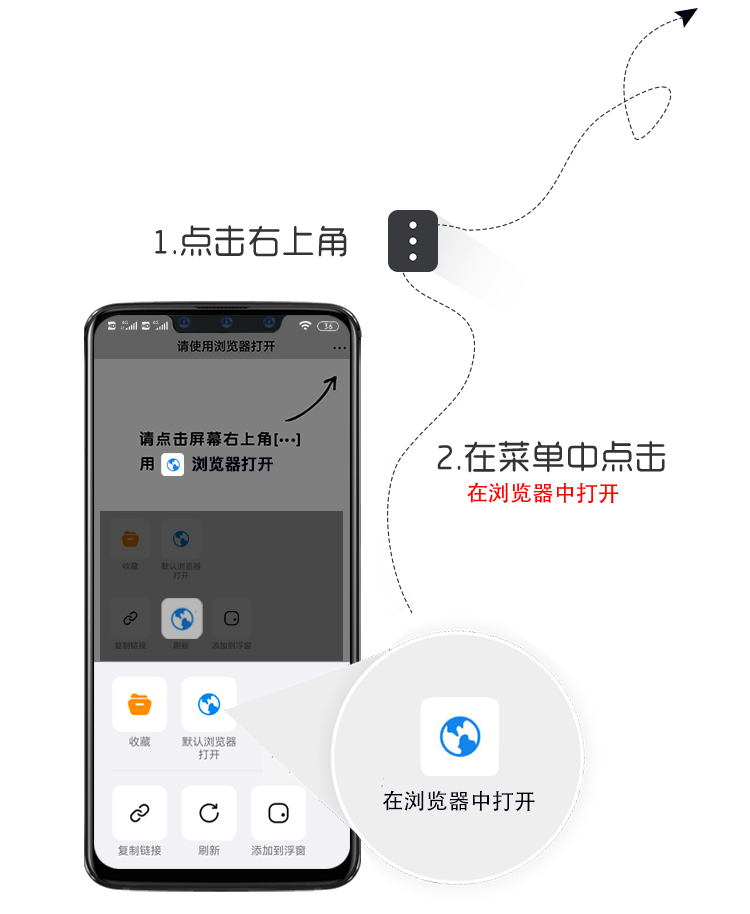 1.点击右上角
4G
4G
36
请使用浏览器打开
请点击屏幕右上角[···]
用 浏览器打开
2.在菜单中点击
在浏览器中打开
收藏
默认浏览器
打开
复制链接
刷新
添加到浮窗
收藏
默认浏览器
打开
在浏览器中打开
复制链接
刷新
添加到浮窗